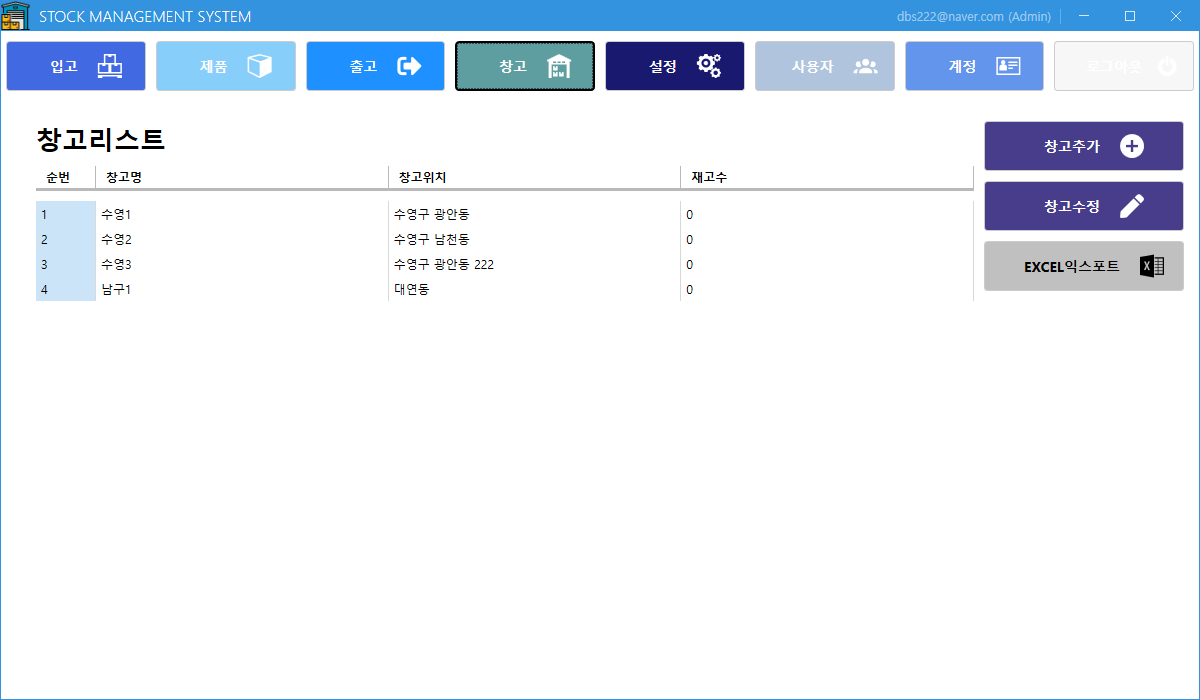 STOCK MANAGEMENT SYSTEM
dbs222@naver.com (Admin)
입고 제품 출고 창고 설정 사용자 계정 로그아웃
창고리스트
창고추가
순번 창고명 창고위치 재고수
창고수정
1 수영1 수영구 광안동 0
2 수영2 수영구 남천동 0
3 수영3 수영구 광안동 222 0
EXCEL익스포트
4 남구1 대연동 0